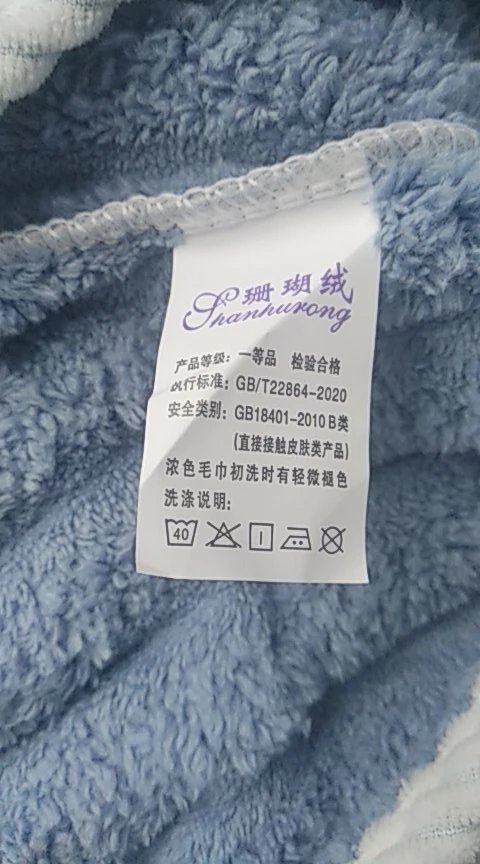 珊瑚绒
Shanhurong
产品等级：一等品 检验合格
执行标准：GB/T22864-2020
安全类别：GB18401-2010 B类
(直接接触皮肤类产品)
浓色毛巾初洗时有轻微褪色
洗涤说明：
40